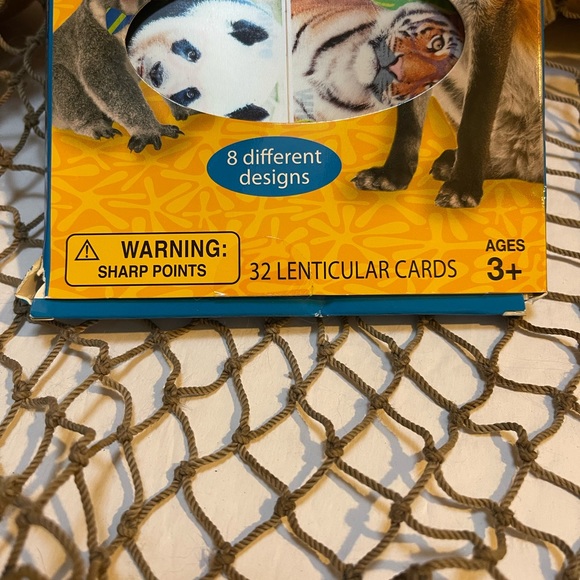 8 different
designs
WARNING:
SHARP POINTS
32 LENTICULAR CARDS
AGES
3+